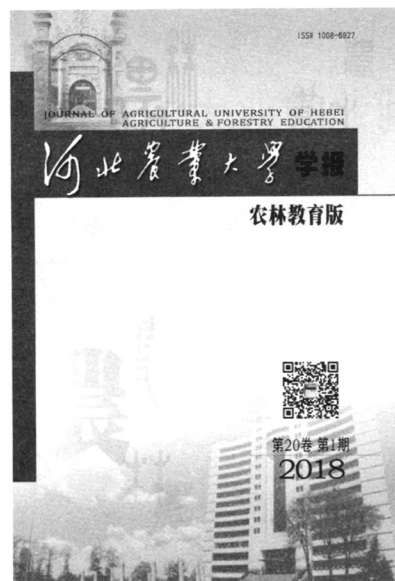 ISSN 1008-6927
JOURNAL OF AGRICULTURAL UNIVERSITY OF HEBEI
AGRICULTURE & FORESTRY EDUCATION
河北农业大学学报
农林教育版
第20卷 第1期
2018